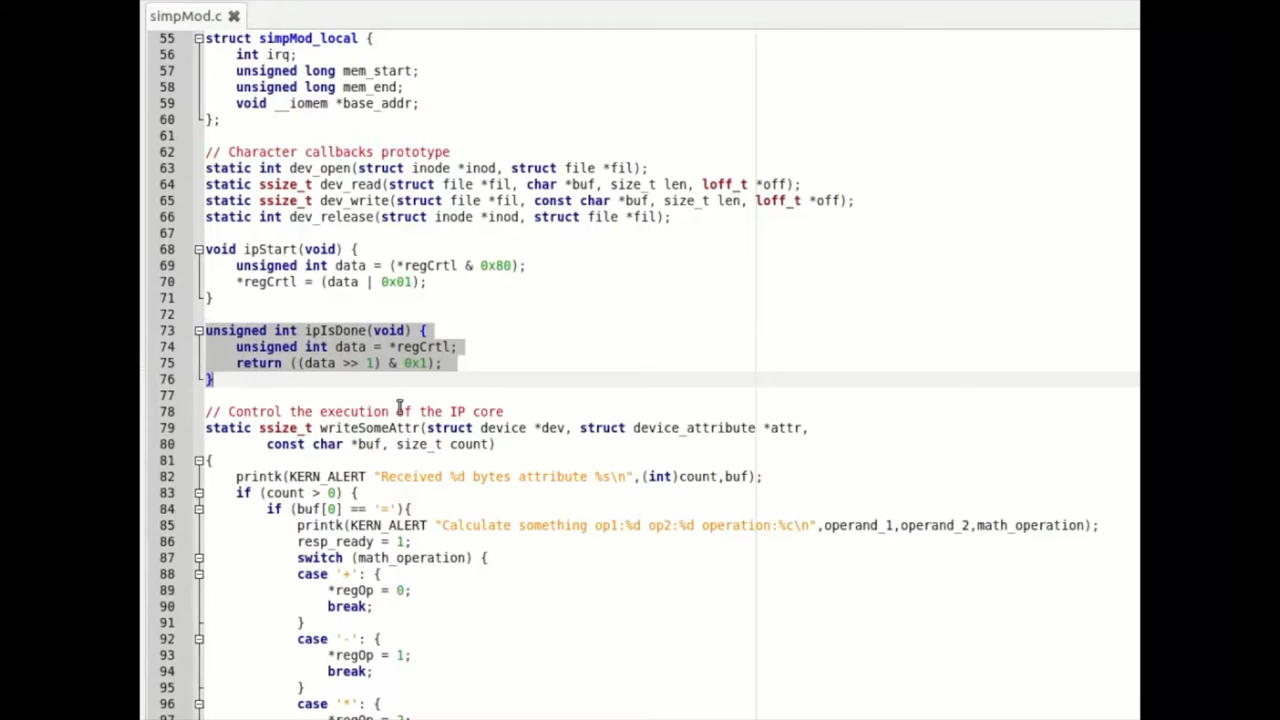 simpMod.c
55 struct simpMod_local {
56     int irq;
57     unsigned long mem_start;
58     unsigned long mem_end;
59     void __iomem *base_addr;
60 };
61
62 // Character callbacks prototype
63 static int dev_open(struct inode *inod, struct file *fil);
64 static ssize_t dev_read(struct file *fil, char *buf, size_t len, loff_t *off);
65 static ssize_t dev_write(struct file *fil, const char *buf, size_t len, loff_t *off);
66 static int dev_release(struct inode *inod, struct file *fil);
67
68 void ipStart(void) {
69     unsigned int data = (*regCrtl & 0x80);
70     *regCrtl = (data | 0x01);
71 }
72
73 unsigned int ipIsDone(void) {
74     unsigned int data = *regCrtl;
75     return ((data >> 1) & 0x1);
76 }
77
78 // Control the execution of the IP core
79 static ssize_t writeSomeAttr(struct device *dev, struct device_attribute *attr,
80         const char *buf, size_t count)
81 {
82     printk(KERN_ALERT "Received %d bytes attribute %s\n",(int)count,buf);
83     if (count > 0) {
84         if (buf[0] == '='){
85             printk(KERN_ALERT "Calculate something op1:%d op2:%d operation:%c\n",operand_1,operand_2,math_operation);
86             resp_ready = 1;
87             switch (math_operation) {
88             case '+': {
89                 *regOp = 0;
90                 break;
91             }
92             case '-': {
93                 *regOp = 1;
94                 break;
95             }
96             case '*': {
97                 *regOp = 2;